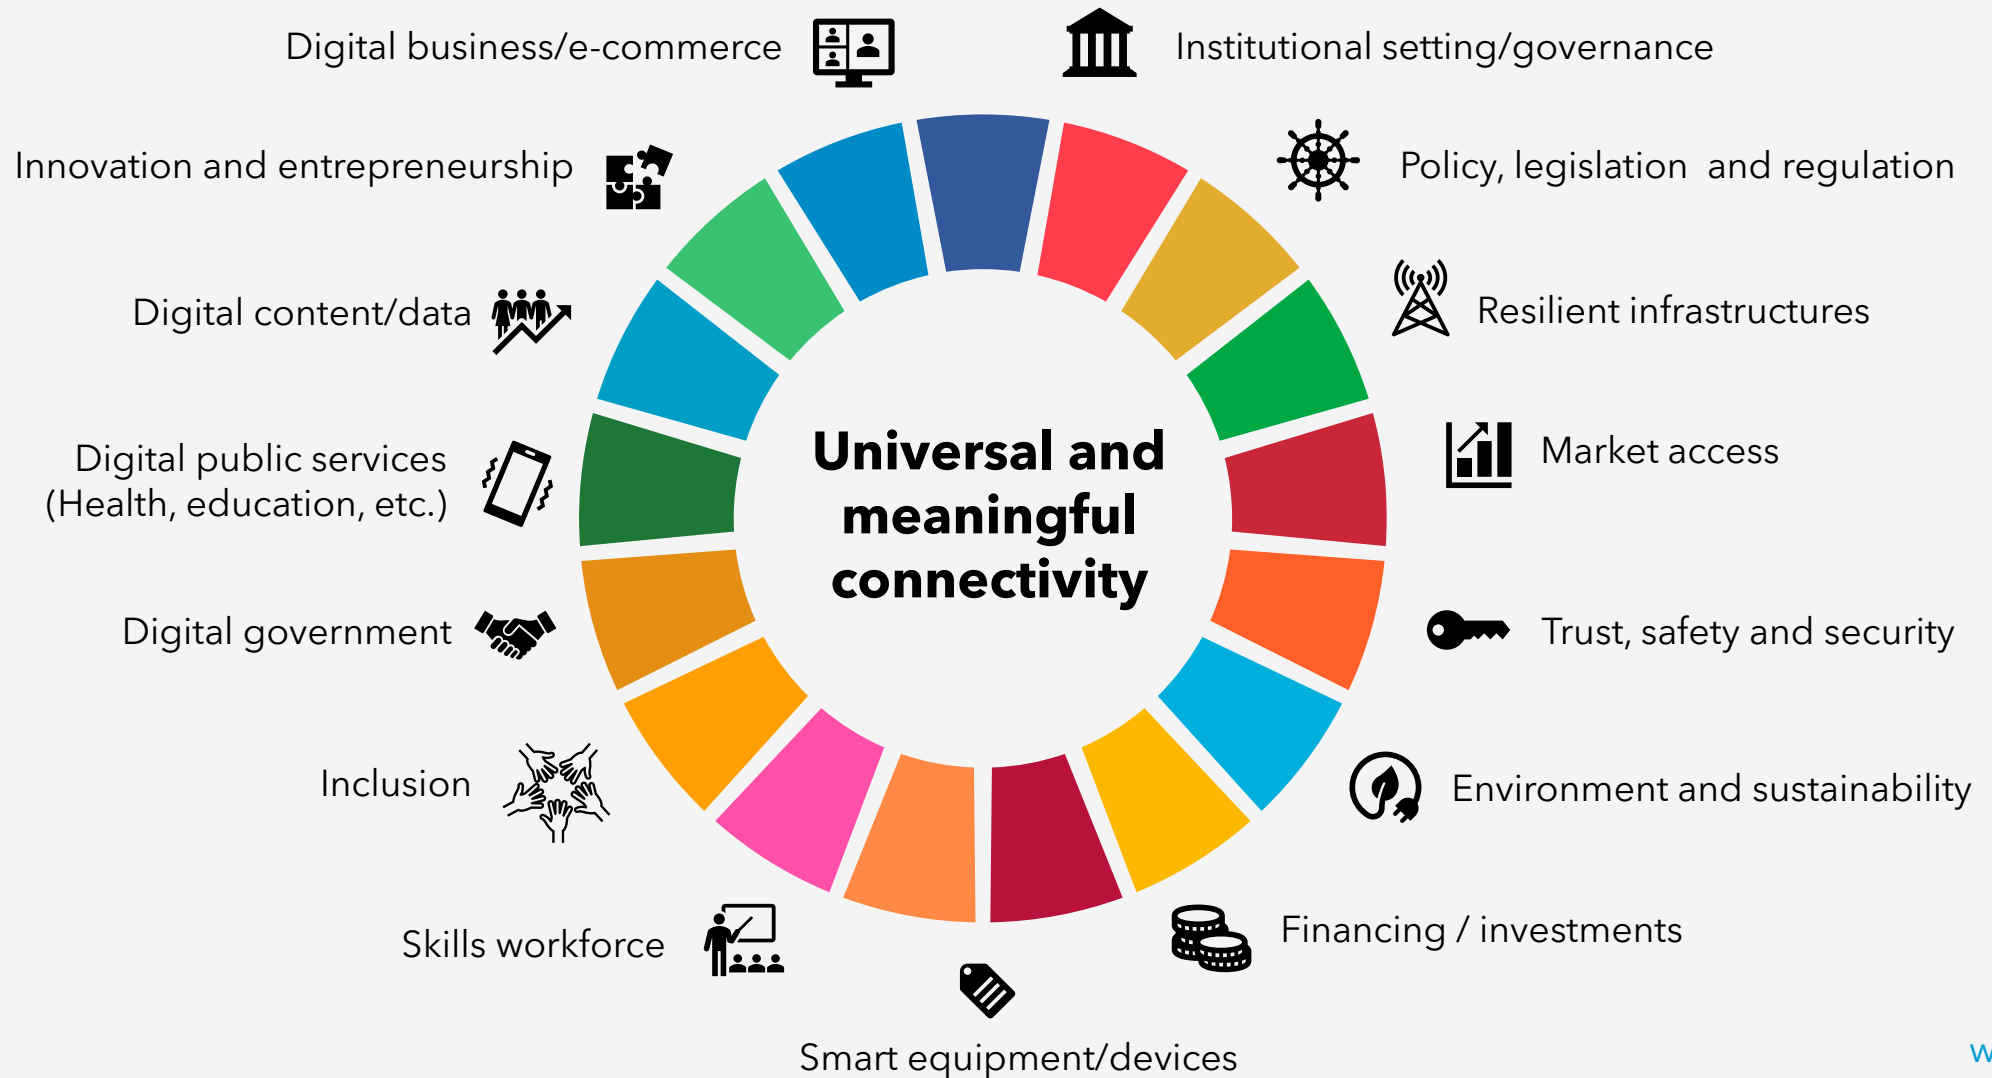 Digital business/e-commerce
Institutional setting/governance
Innovation and entrepreneurship
Policy, legislation and regulation
Digital content/data
Resilient infrastructures
Universal and
meaningful
connectivity
Digital public services
(Health, education, etc.)
Market access
Digital government
Trust, safety and security
Inclusion
Environment and sustainability
Skills workforce
Financing / investments
Smart equipment/devices
w